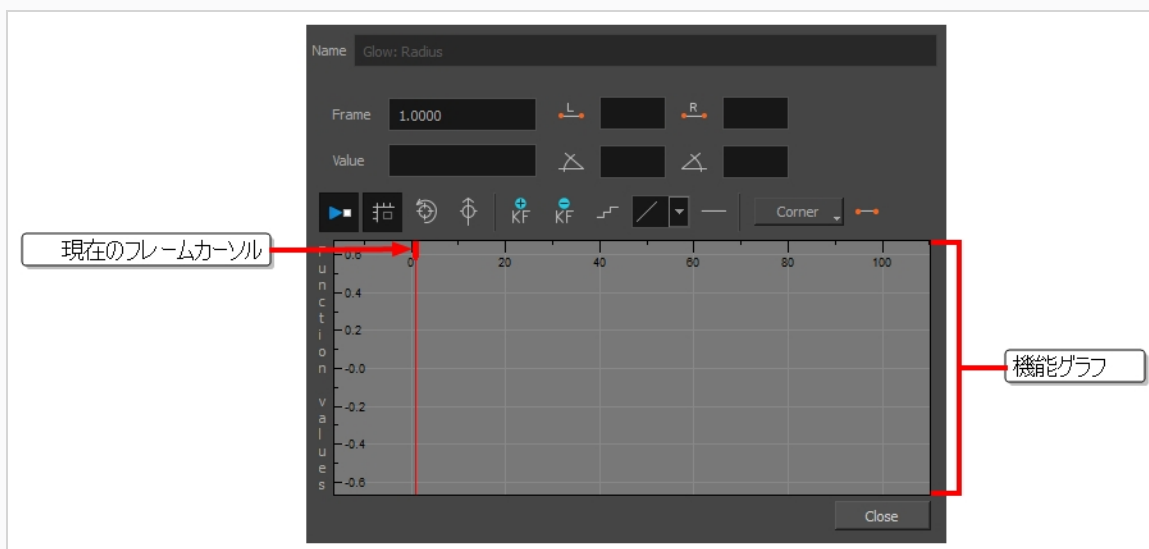 Name Glow: Radius
Frame 1.0000 L R
Value
KF KF Corner
現在のフレームカーソル
Function values
0 20 40 60 80 100
0.6
0.4
0.2
-0.0
-0.2
-0.4
-0.6
機能グラフ
Close